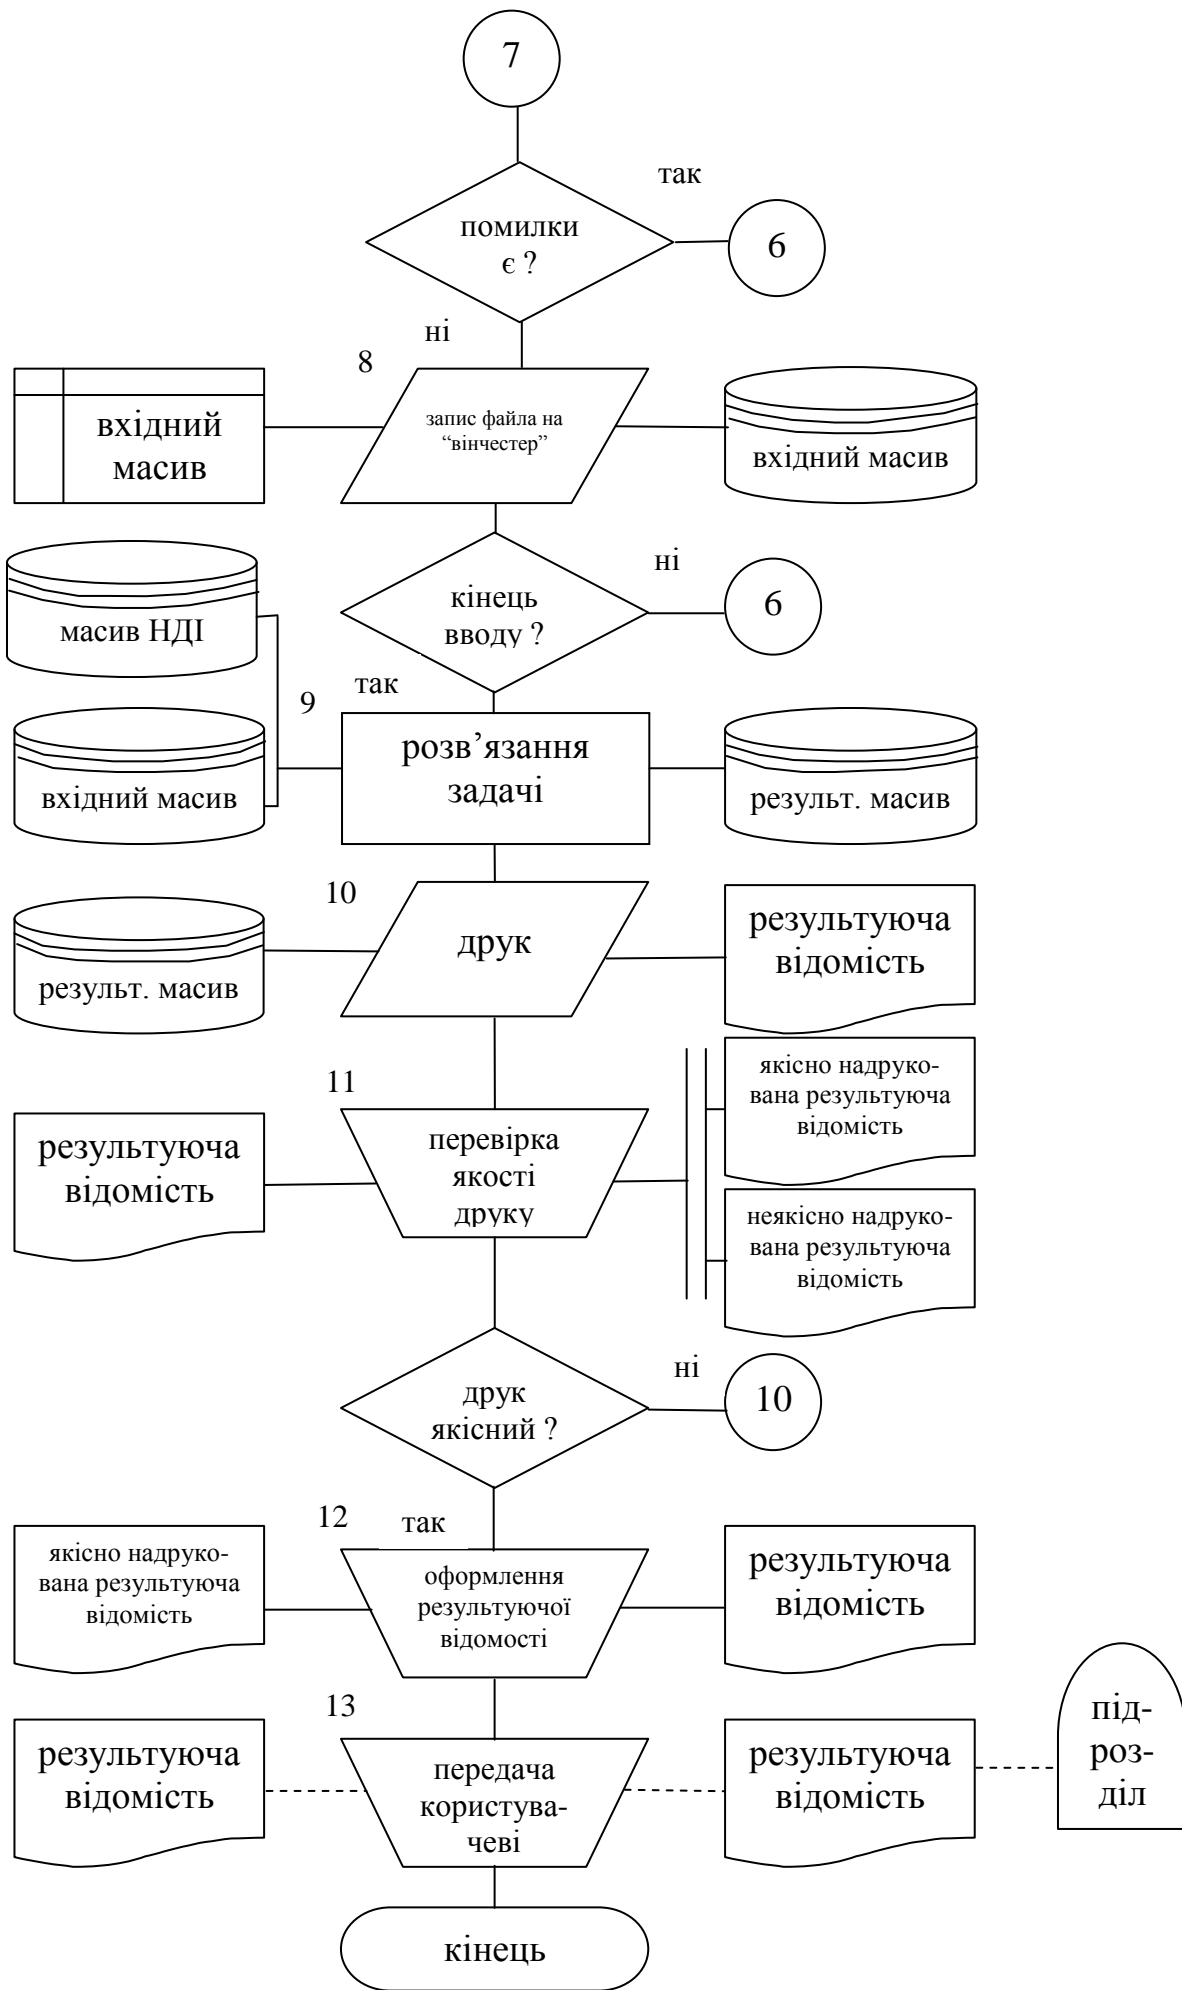 7
так
помилки
є ?
6
ні
8
вхідний
масив
запис файла на
“вінчестер”
вхідний масив
ні
масив НДІ
кінець
вводу ?
6
9
так
вхідний масив
розв’язання
задачі
результ. масив
10
результ. масив
друк
результуюча
відомість
11
результуюча
відомість
перевірка
якості
друку
якісно надруко-
вана результуюча
відомість
неякісно надруко-
вана результуюча
відомість
ні
друк
якісний ?
10
12
так
якісно надруко-
вана результуюча
відомість
оформлення
результуючої
відомості
результуюча
відомість
13
результуюча
відомість
передача
користува-
чеві
результуюча
відомість
під-
роз-
діл
кінець